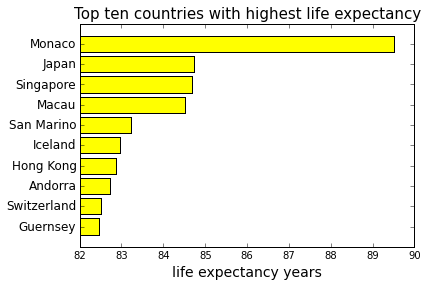 Top ten countries with highest life expectancy
Monaco
Japan
Singapore
Macau
San Marino
Iceland
Hong Kong
Andorra
Switzerland
Guernsey
82 83 84 85 86 87 88 89 90
life expectancy years